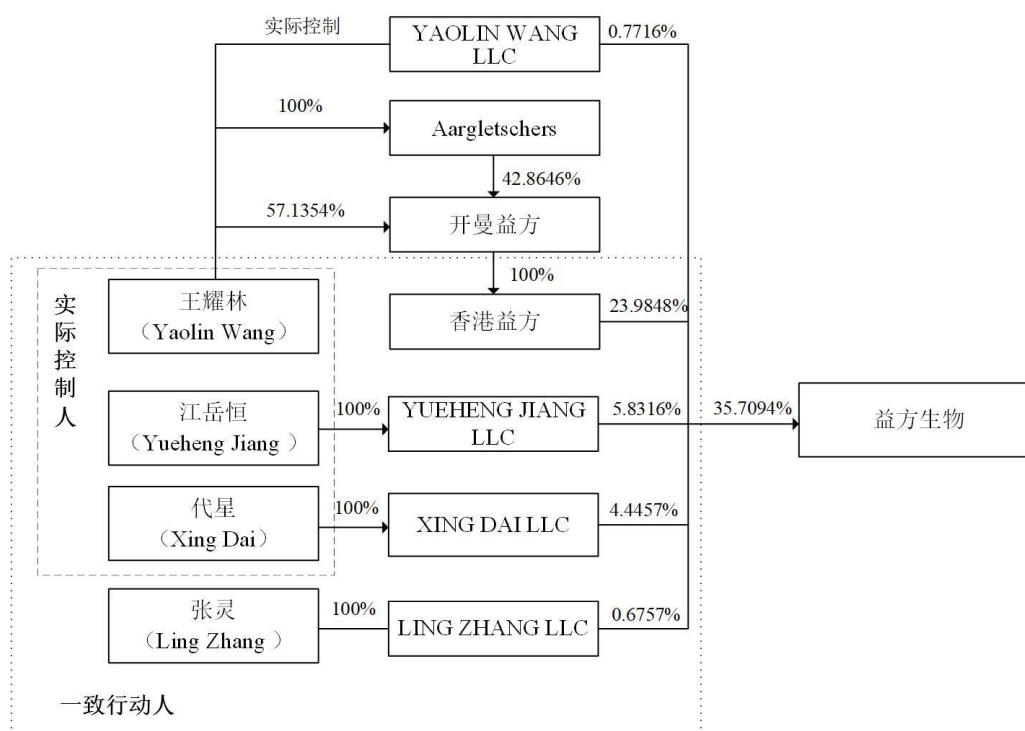 实际控制
YAOLIN WANG
LLC
0.7716%
100%
Aargletschers
42.8646%
57.1354%
开曼益方
100%
实际控制人
王耀林
（Yaolin Wang）
香港益方
23.9848%
江岳恒
（Yueheng Jiang ）
100%
YUEHENG JIANG
LLC
5.8316%
35.7094%
益方生物
代星
（Xing Dai）
100%
XING DAI LLC
4.4457%
张灵
（Ling Zhang ）
100%
LING ZHANG LLC
0.6757%
一致行动人